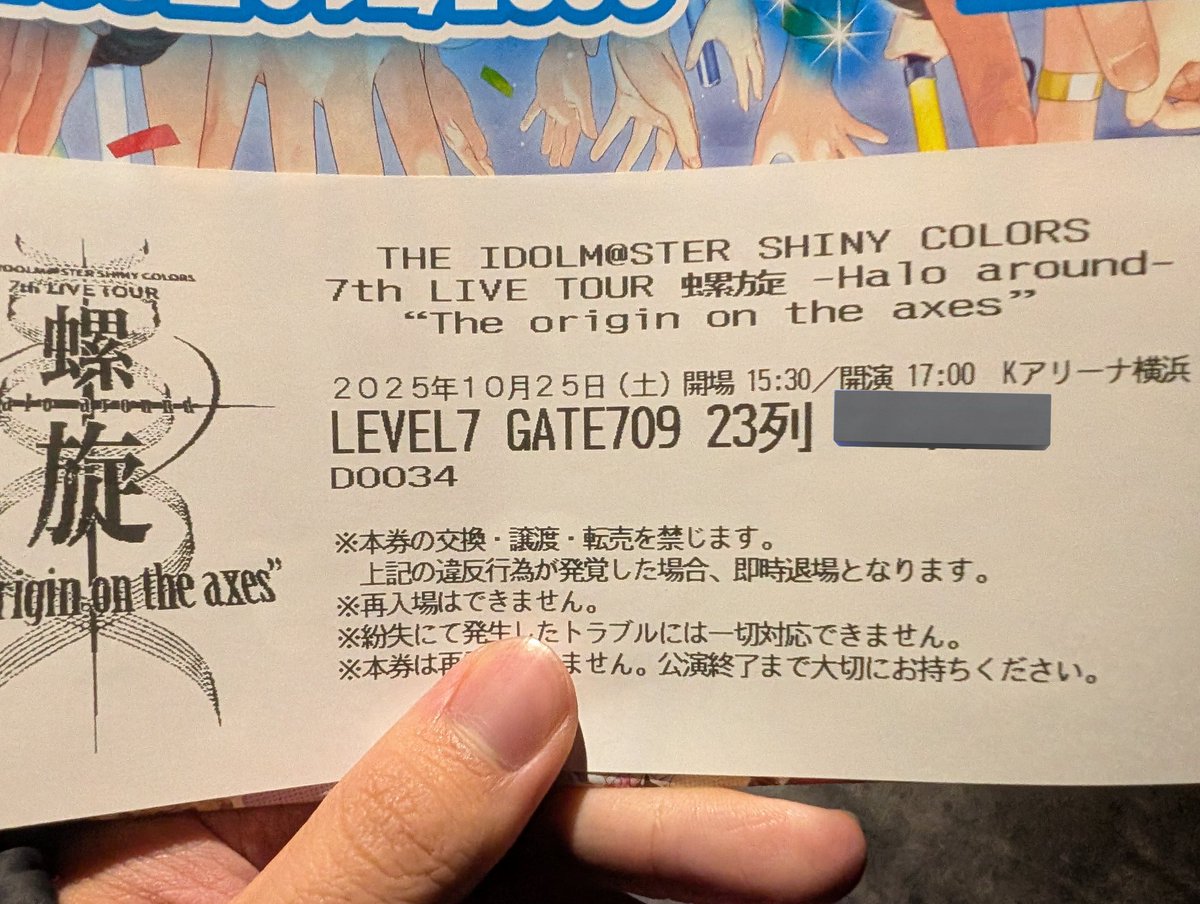 IDOLM@STER SHINY COLORS
7th LIVE TOUR
螺
旋
Halo around
origin on the axes”
THE IDOLM@STER SHINY COLORS
7th LIVE TOUR 螺旋 -Halo around-
“The origin on the axes”
2025年10月25日(土) 開場 15:30／開演 17:00 Kアリーナ横浜
LEVEL7 GATE709 23列
D0034
※本券の交換・譲渡・転売を禁じます。
上記の違反行為が発覚した場合、即時退場となります。
※再入場はできません。
※紛失にて発生したトラブルには一切対応できません。
※本券は再 ません。公演終了まで大切にお持ちください。